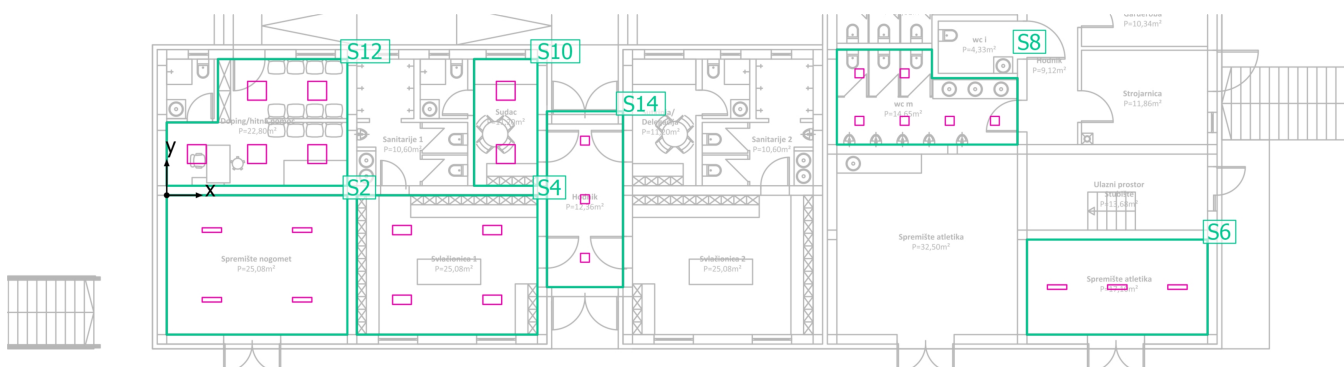 Garderoba
P=10,34m²
S12
S10
S8
wc i
P=4,33m²
Hodnik
P=9,12m²
Strojarnica
P=11,86m²
S14
wc m
P=14,65m²
Doping/hitna pomoć
P=22,80m²
Sudac
Sanitarije 1
P=10,60m²
Sanitarije 2
P=10,60m²
y
x
S2
S4
Hodnik
P=12,36m²
Ulazni prostor
P=13,68m²
S6
Spremište nogomet
P=25,08m²
Svlačionica 1
P=25,08m²
Svlačionica 2
P=25,08m²
Spremište atletika
P=32,50m²
Spremište atletika